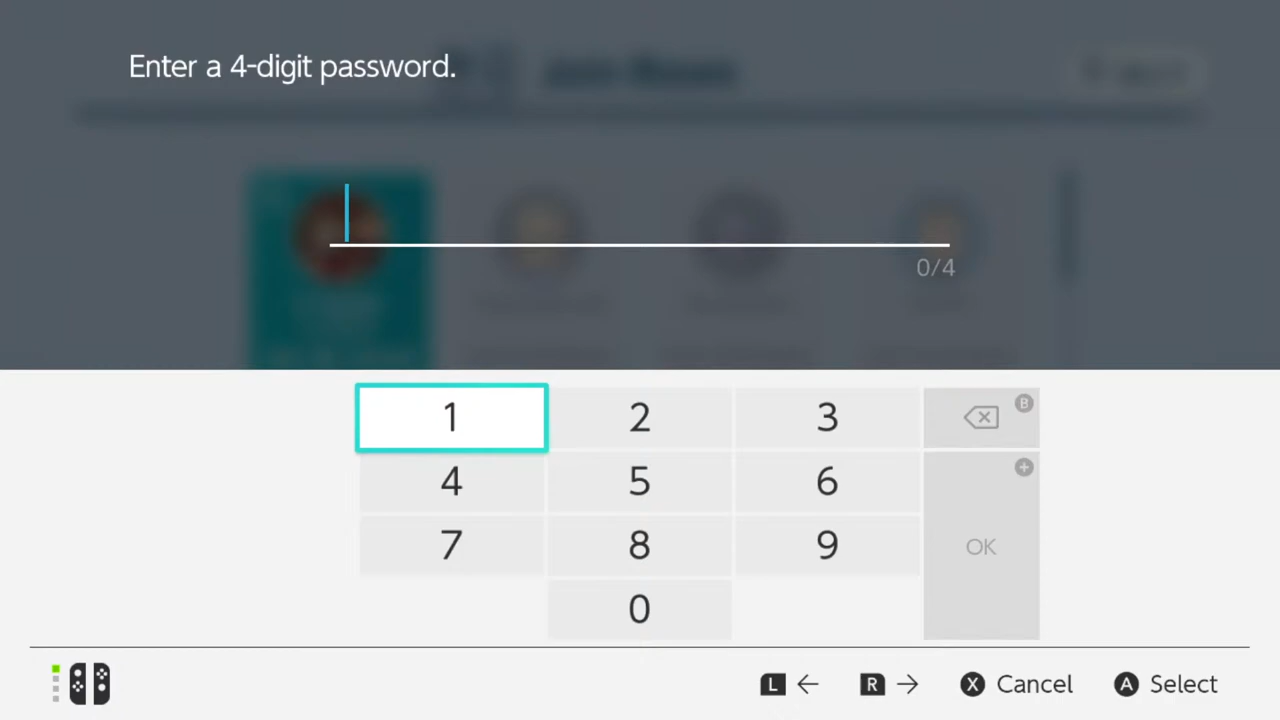 Enter a 4-digit password.
0/4
1 2 3 B
4 5 6 +
7 8 9 OK
0
L ← R → X Cancel A Select